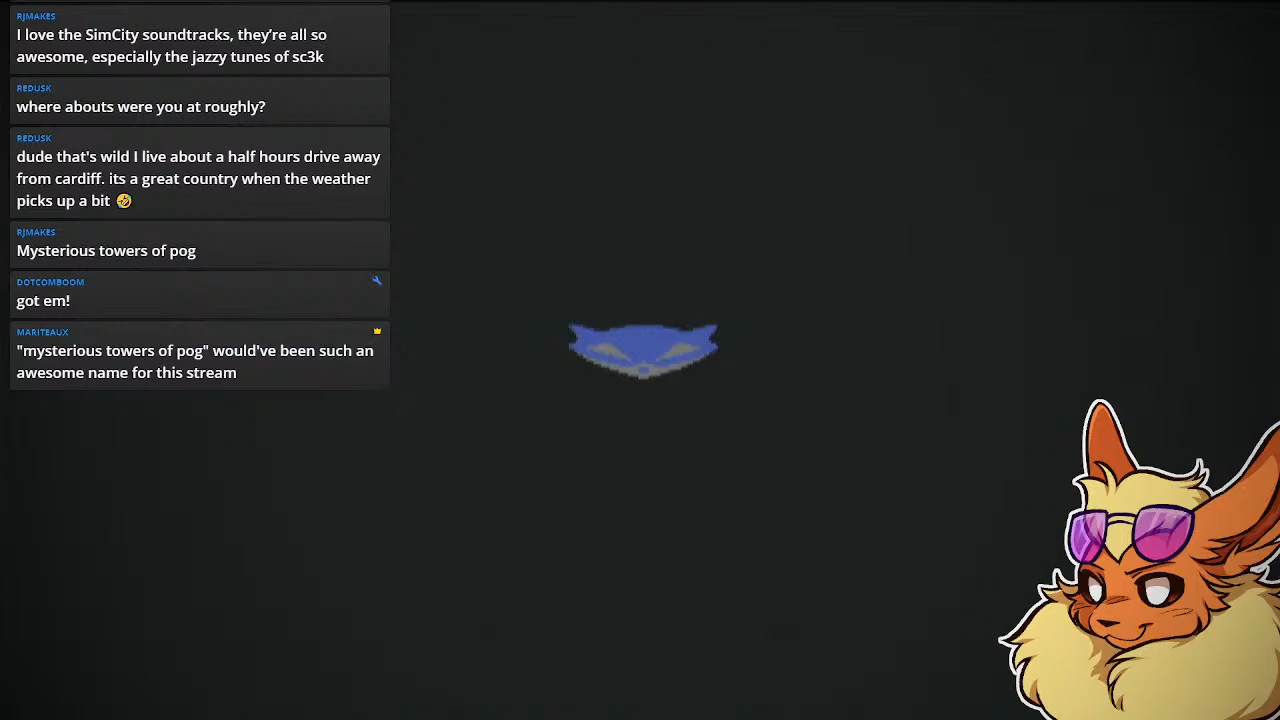 RJMAKES
I love the SimCity soundtracks, they’re all so
awesome, especially the jazzy tunes of sc3k
REDUSK
where abouts were you at roughly?
REDUSK
dude that's wild I live about a half hours drive away
from cardiff. its a great country when the weather
picks up a bit 🤣
RJMAKES
Mysterious towers of pog
DOTCOMBOOM
got em!
MARITEAUX
"mysterious towers of pog" would've been such an
awesome name for this stream